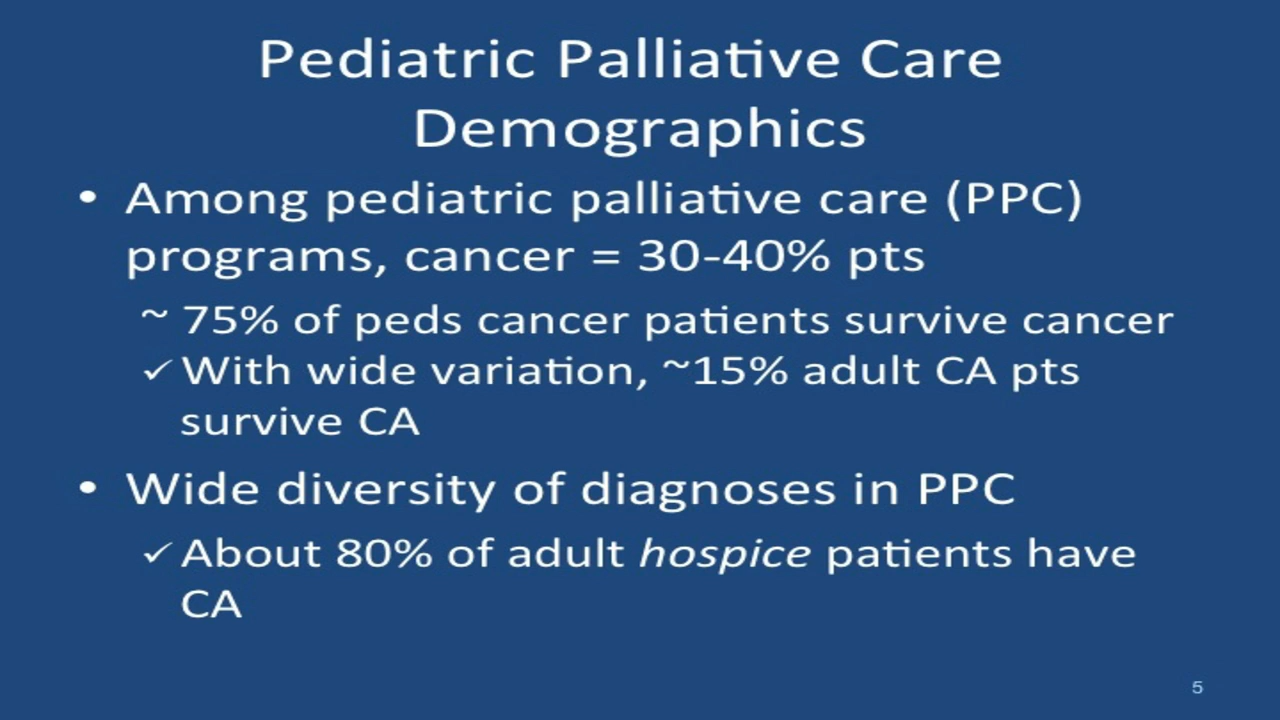 Pediatric Palliative Care
Demographics
• Among pediatric palliative care (PPC)
programs, cancer = 30-40% pts
~ 75% of peds cancer patients survive cancer
✓ With wide variation, ~15% adult CA pts
survive CA
• Wide diversity of diagnoses in PPC
✓ About 80% of adult hospice patients have
CA
5